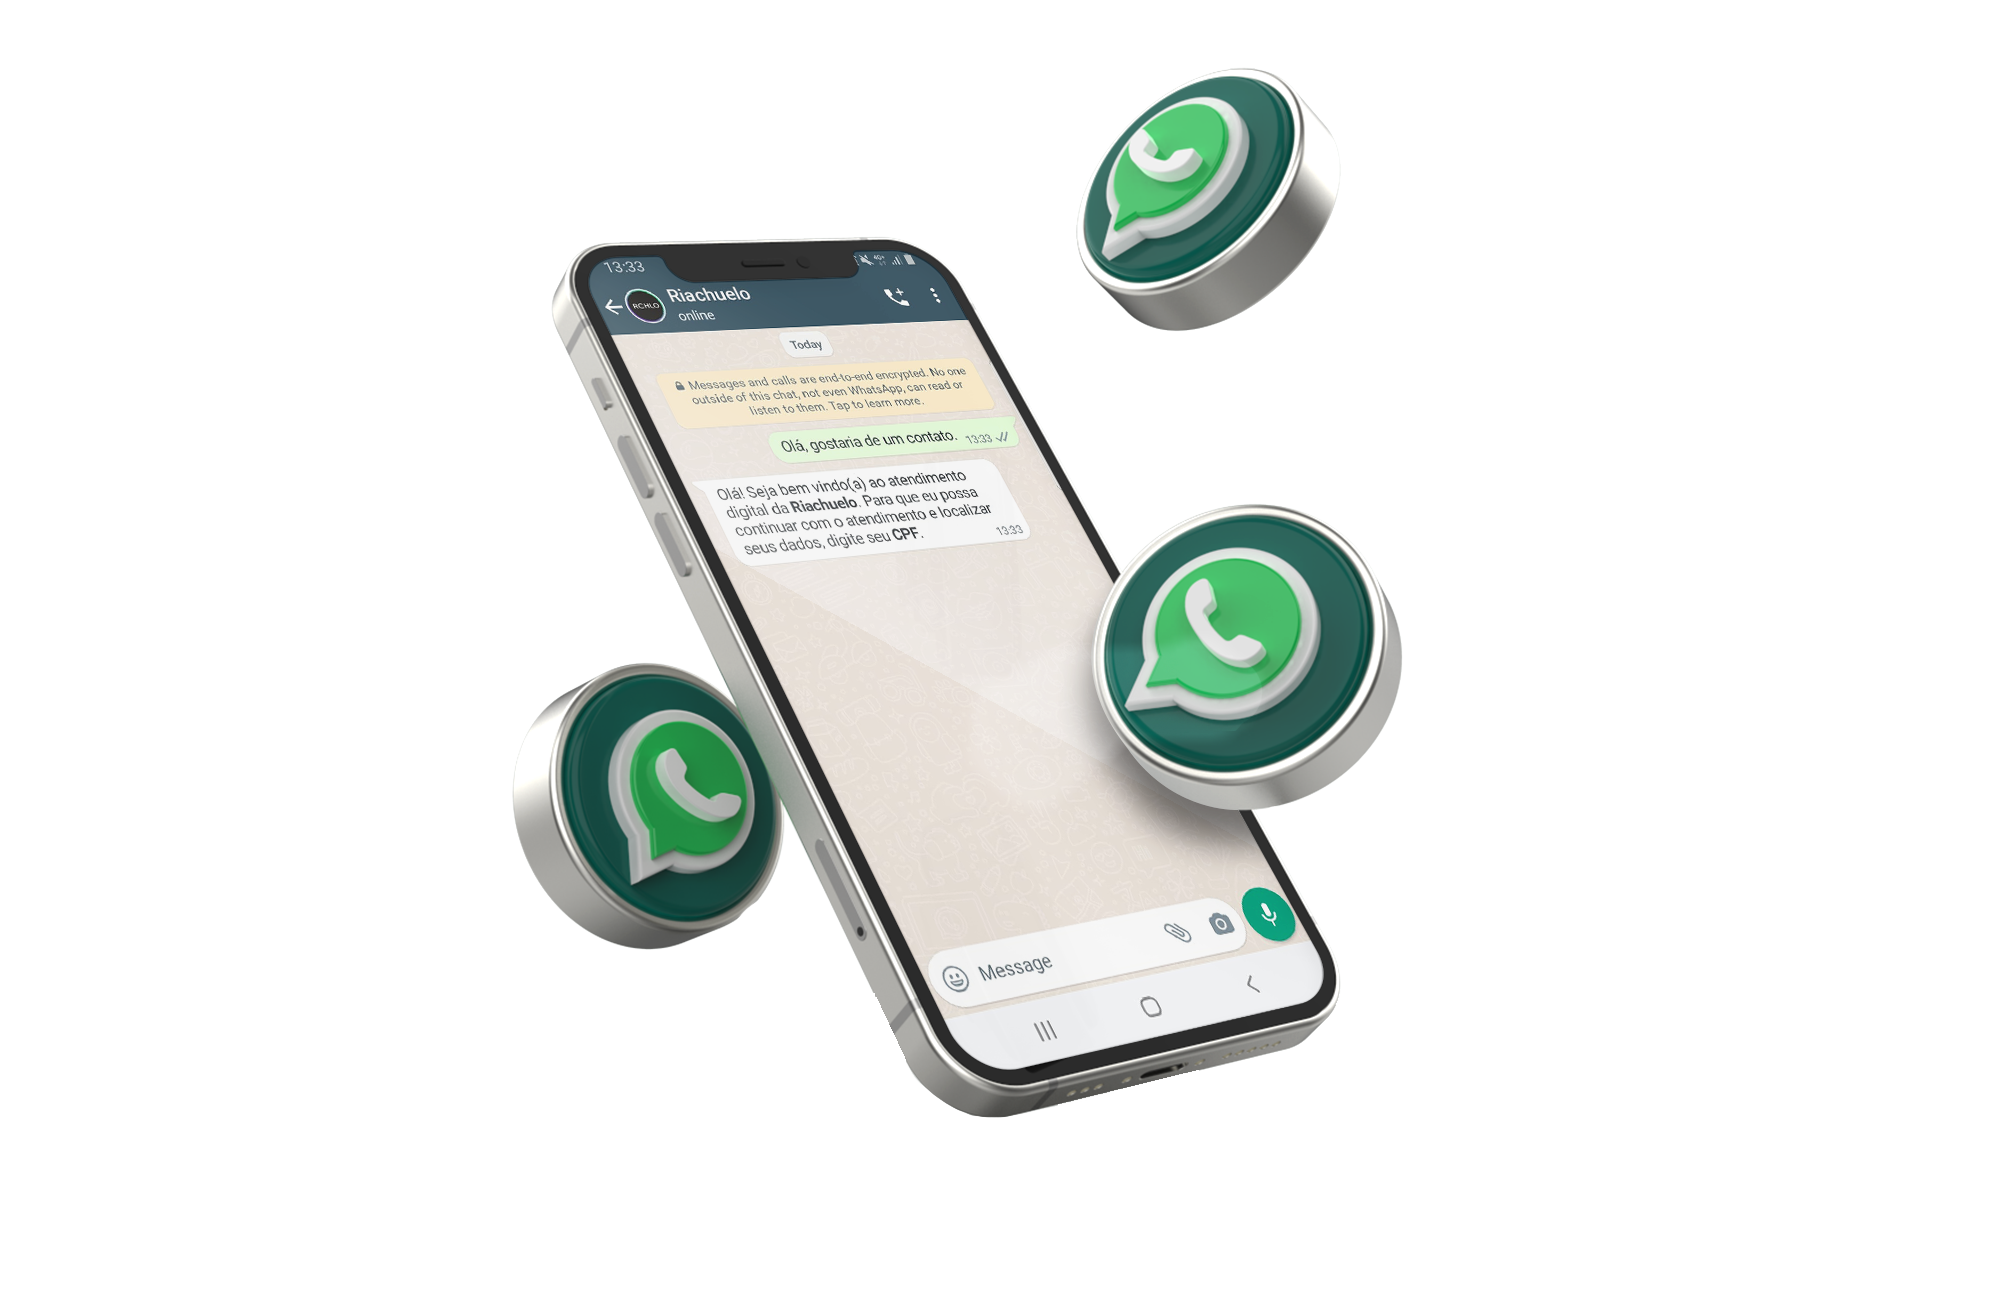 13:33
4G+
RCHLO
Riachuelo
online
Today
Messages and calls are end-to-end encrypted. No one
outside of this chat, not even WhatsApp, can read or
listen to them. Tap to learn more.
Olá, gostaria de um contato. 13:33
Olá! Seja bem vindo(a) ao atendimento
digital da Riachuelo. Para que eu possa
continuar com o atendimento e localizar
seus dados, digite seu CPF. 13:33
Message